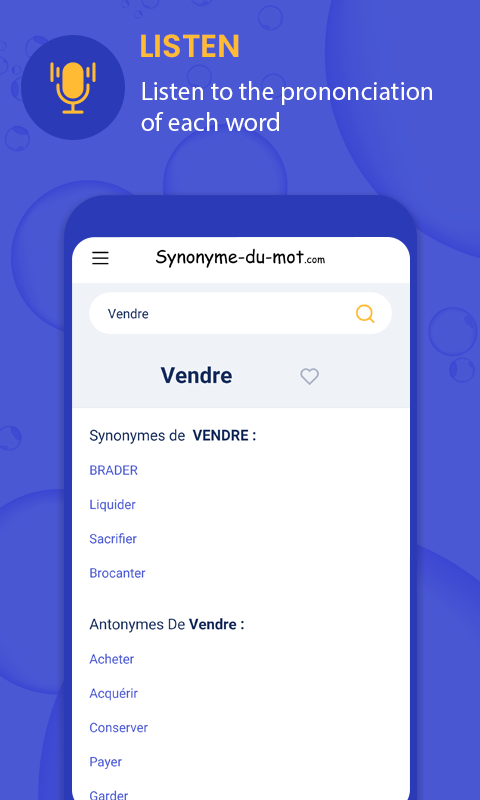 LISTEN
Listen to the prononciation
of each word
Synonyme-du-mot.com
Vendre
Vendre
Synonymes de VENDRE :
BRADER
Liquider
Sacrifier
Brocanter
Antonymes De Vendre :
Acheter
Acquérir
Conserver
Payer
Garder